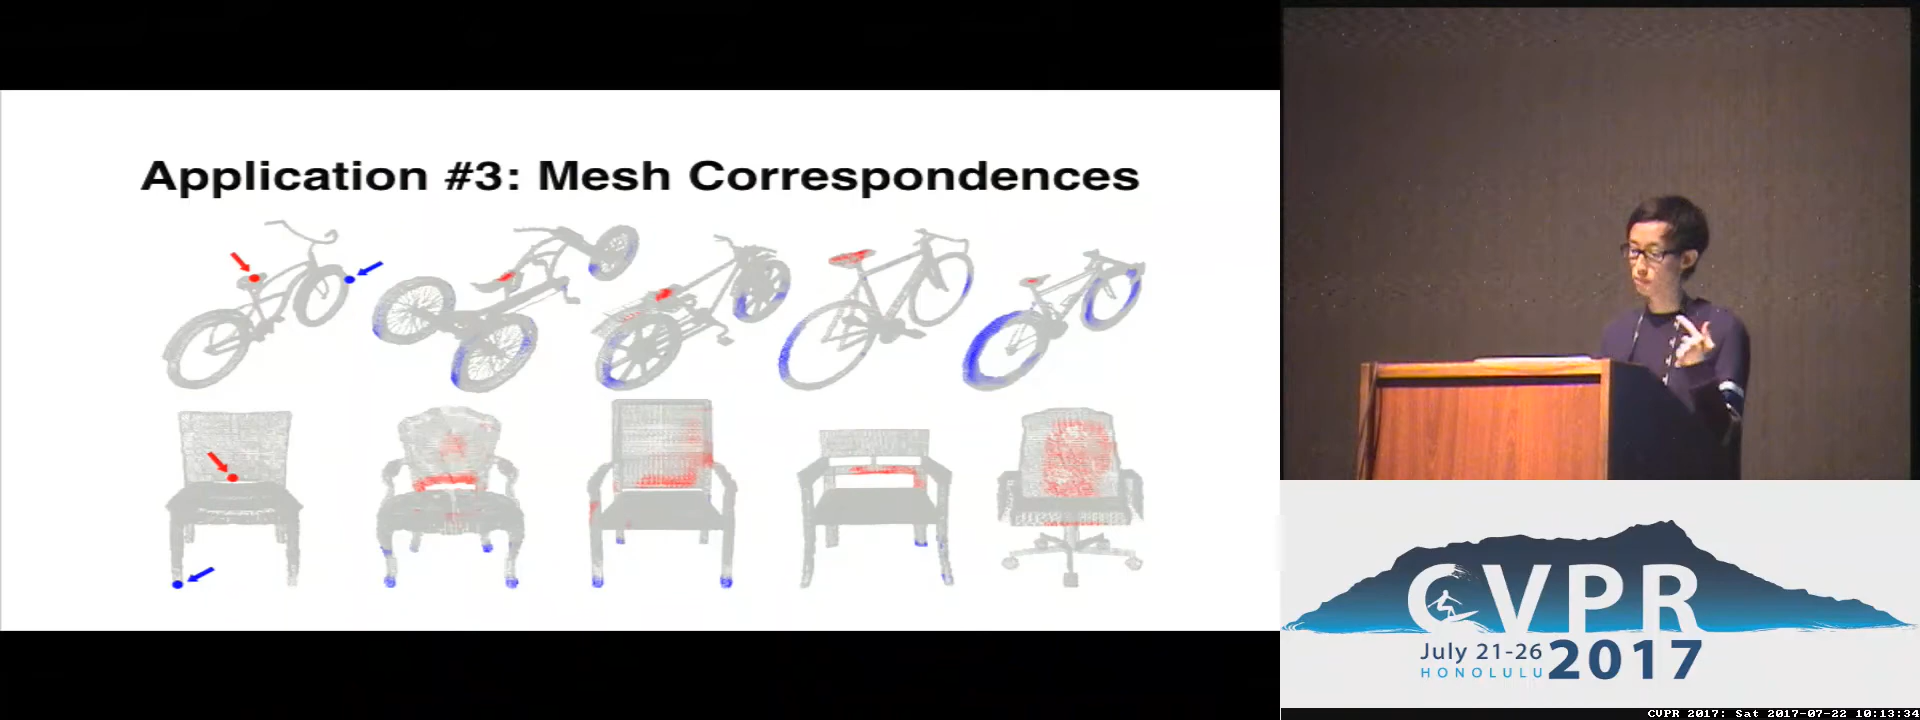 Application #3: Mesh Correspondences
CVPR
July 21-26
HONOLULU
2017
CVPR 2017: Sat 2017-07-22 10:13:34